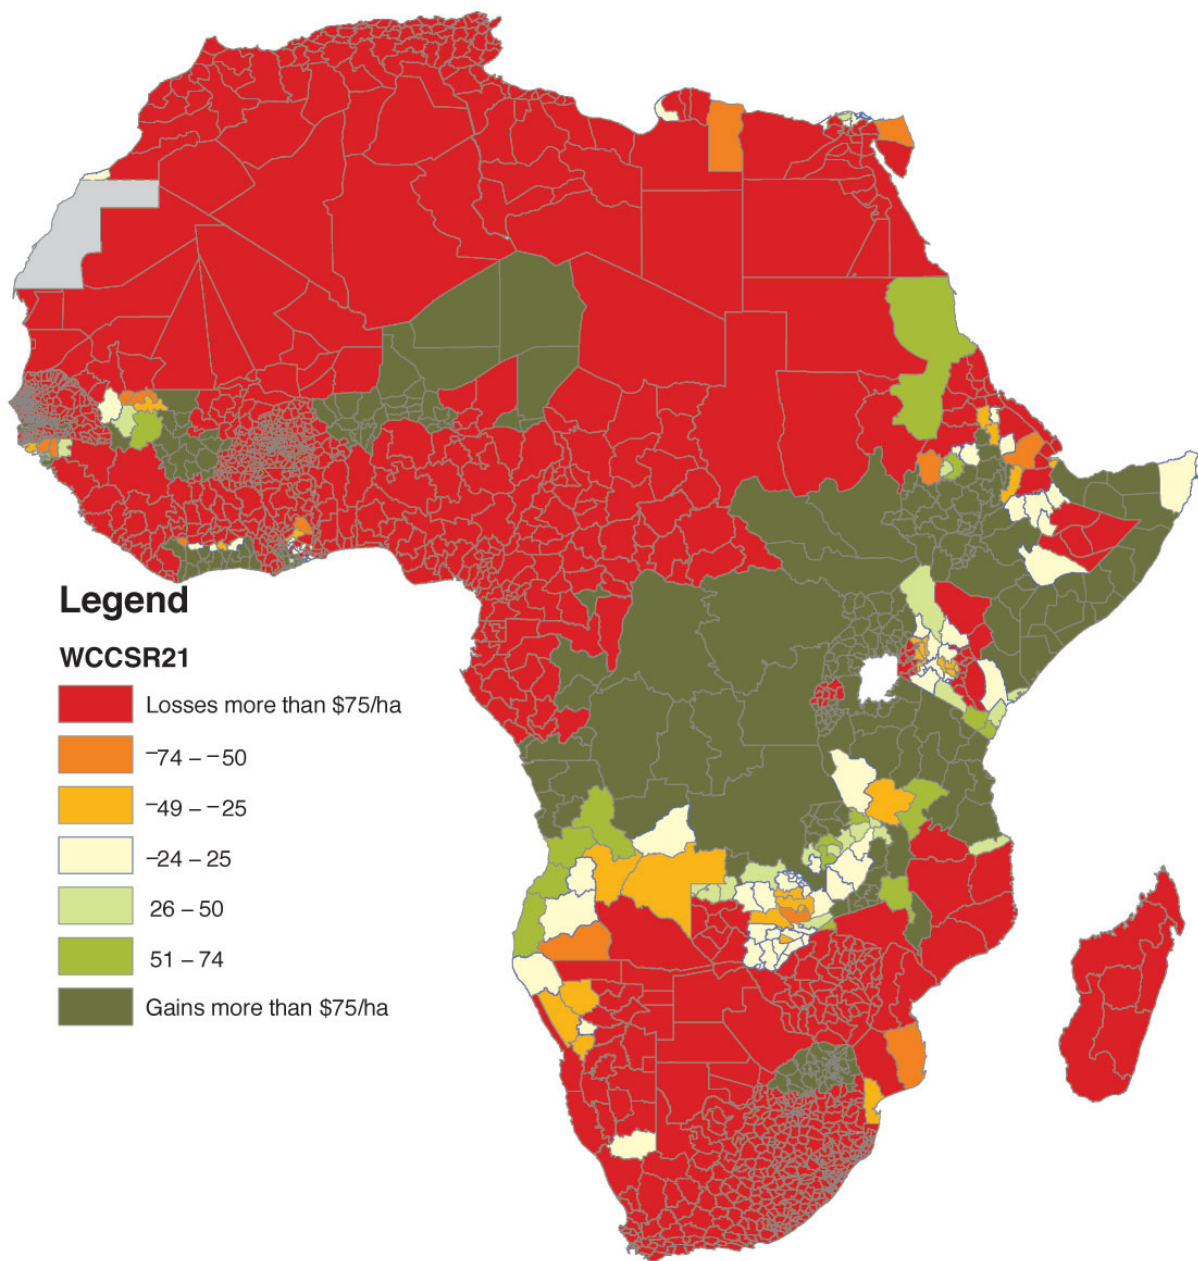 Legend
WCCSR21
Losses more than $75/ha
−74 – −50
−49 – −25
−24 – 25
26 – 50
51 – 74
Gains more than $75/ha